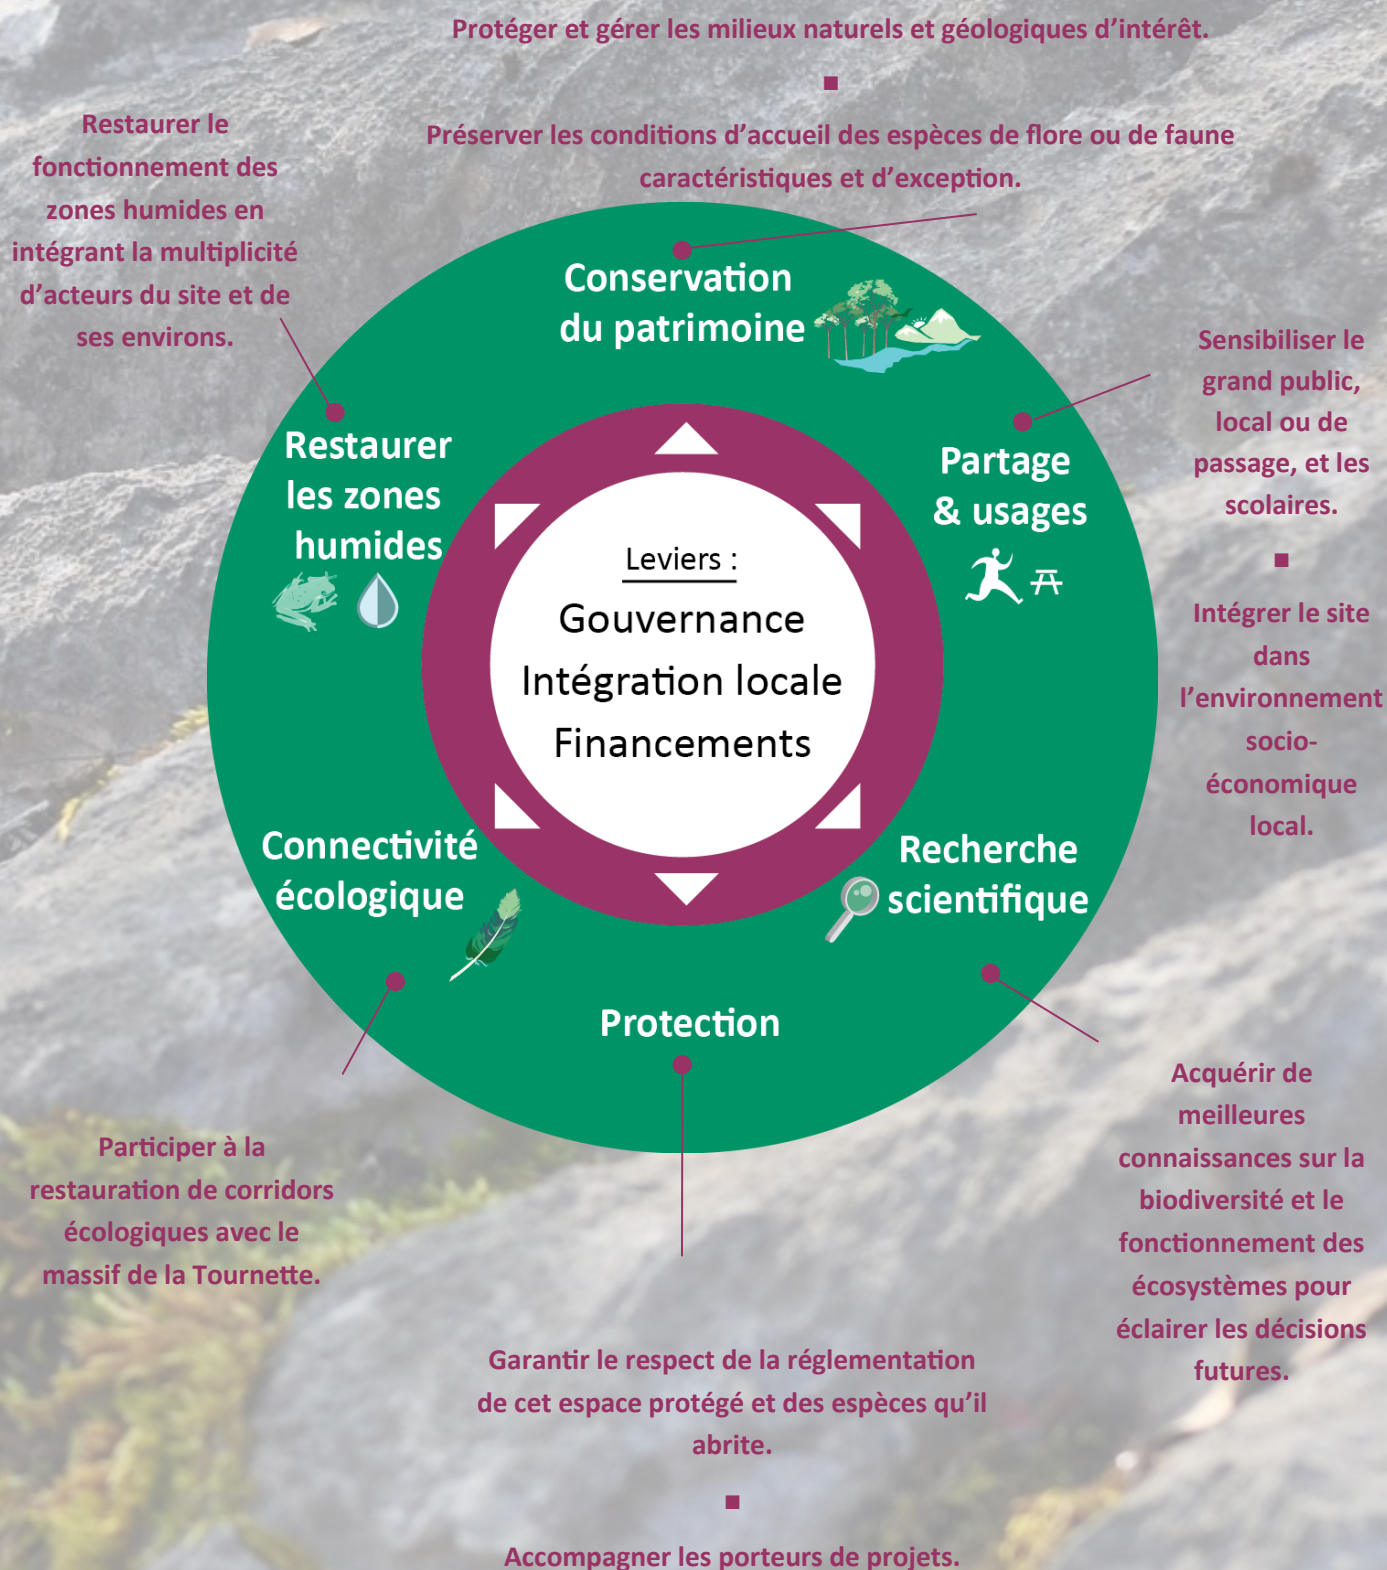 Protéger et gérer les milieux naturels et géologiques d’intérêt.
■
Préserver les conditions d’accueil des espèces de flore ou de faune
caractéristiques et d’exception.
Restaurer le
fonctionnement des
zones humides en
intégrant la multiplicité
d’acteurs du site et de
ses environs.
Conservation
du patrimoine
Sensibiliser le
grand public,
local ou de
passage, et les
scolaires.
■
Intégrer le site
dans
l’environnement
socio-
économique
local.
Restaurer
les zones
humides
Partage
& usages
Leviers :
Gouvernance
Intégration locale
Financements
Connectivité
écologique
Recherche
scientifique
Protection
Participer à la
restauration de corridors
écologiques avec le
massif de la Tournette.
Acquérir de
meilleures
connaissances sur la
biodiversité et le
fonctionnement des
écosystèmes pour
éclairer les décisions
futures.
Garantir le respect de la réglementation
de cet espace protégé et des espèces qu’il
abrite.
■
Accompagner les porteurs de projets.